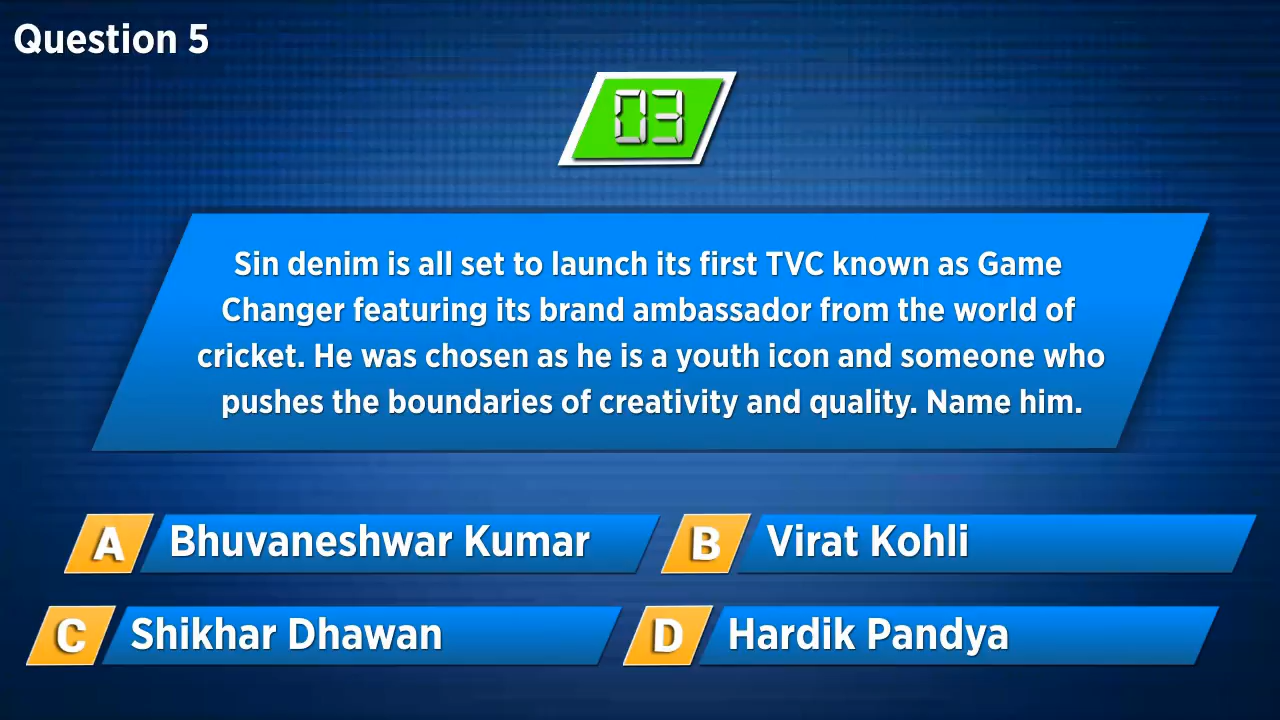 Question 5
03
Sin denim is all set to launch its first TVC known as Game
Changer featuring its brand ambassador from the world of
cricket. He was chosen as he is a youth icon and someone who
pushes the boundaries of creativity and quality. Name him.
A Bhuvaneshwar Kumar
B Virat Kohli
C Shikhar Dhawan
D Hardik Pandya